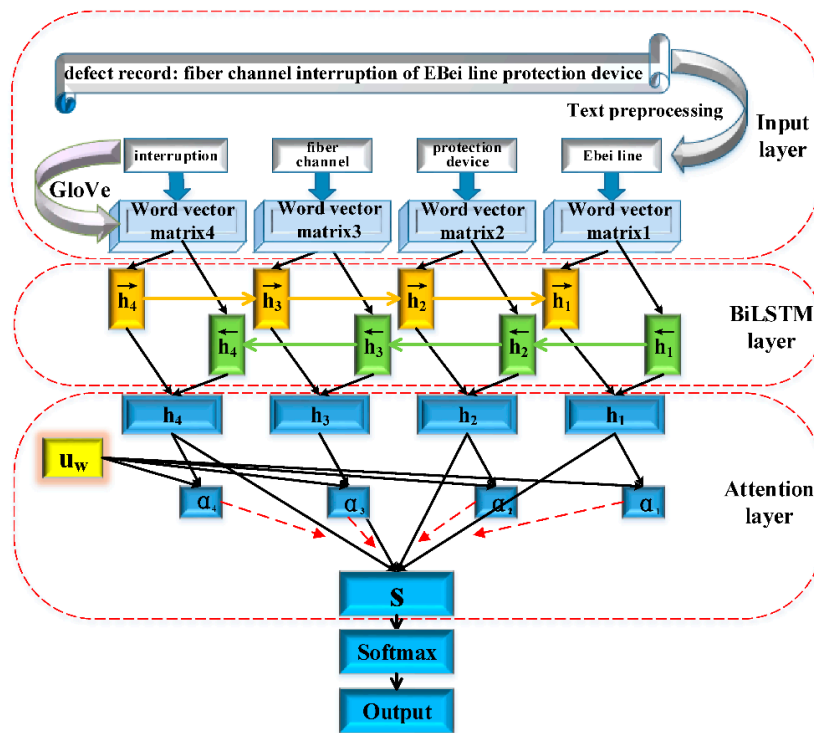 defect record: fiber channel interruption of EBei line protection device
Text preprocessing
Input
layer
interruption
fiber
channel
protection
device
Ebei line
GloVe
Word vector
matrix4
Word vector
matrix3
Word vector
matrix2
Word vector
matrix1
h₄
h₃
h₂
h₁
BiLSTM
layer
h₄
h₃
h₂
h₁
h₄
h₃
h₂
h₁
u_w
α₄
α₃
α₂
α₁
Attention
layer
S
Softmax
Output